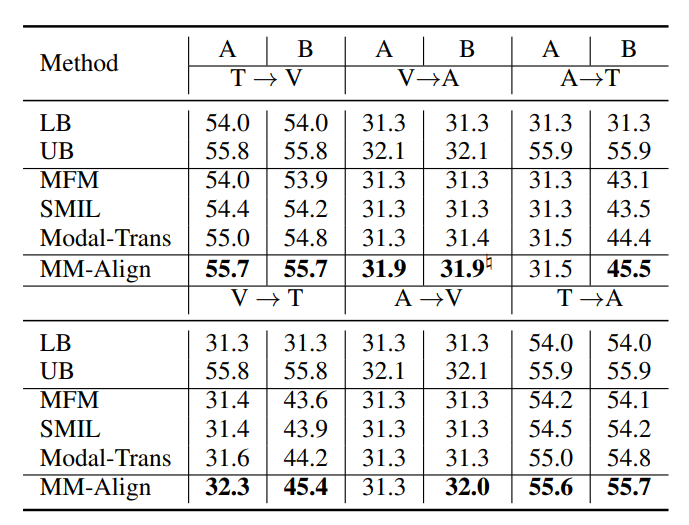 Method A B A B A B
T → V V→A A→T
LB 54.0 54.0 31.3 31.3 31.3 31.3
UB 55.8 55.8 32.1 32.1 55.9 55.9
MFM 54.0 53.9 31.3 31.3 31.3 43.1
SMIL 54.4 54.2 31.3 31.3 31.3 43.5
Modal-Trans 55.0 54.8 31.3 31.4 31.5 44.4
MM-Align 55.7 55.7 31.9 31.9♮ 31.5 45.5
V → T A →V T →A
LB 31.3 31.3 31.3 31.3 54.0 54.0
UB 55.8 55.8 32.1 32.1 55.9 55.9
MFM 31.4 43.6 31.3 31.3 54.2 54.1
SMIL 31.4 43.9 31.3 31.3 54.5 54.2
Modal-Trans 31.6 44.2 31.3 31.3 55.0 54.8
MM-Align 32.3 45.4 31.3 32.0 55.6 55.7